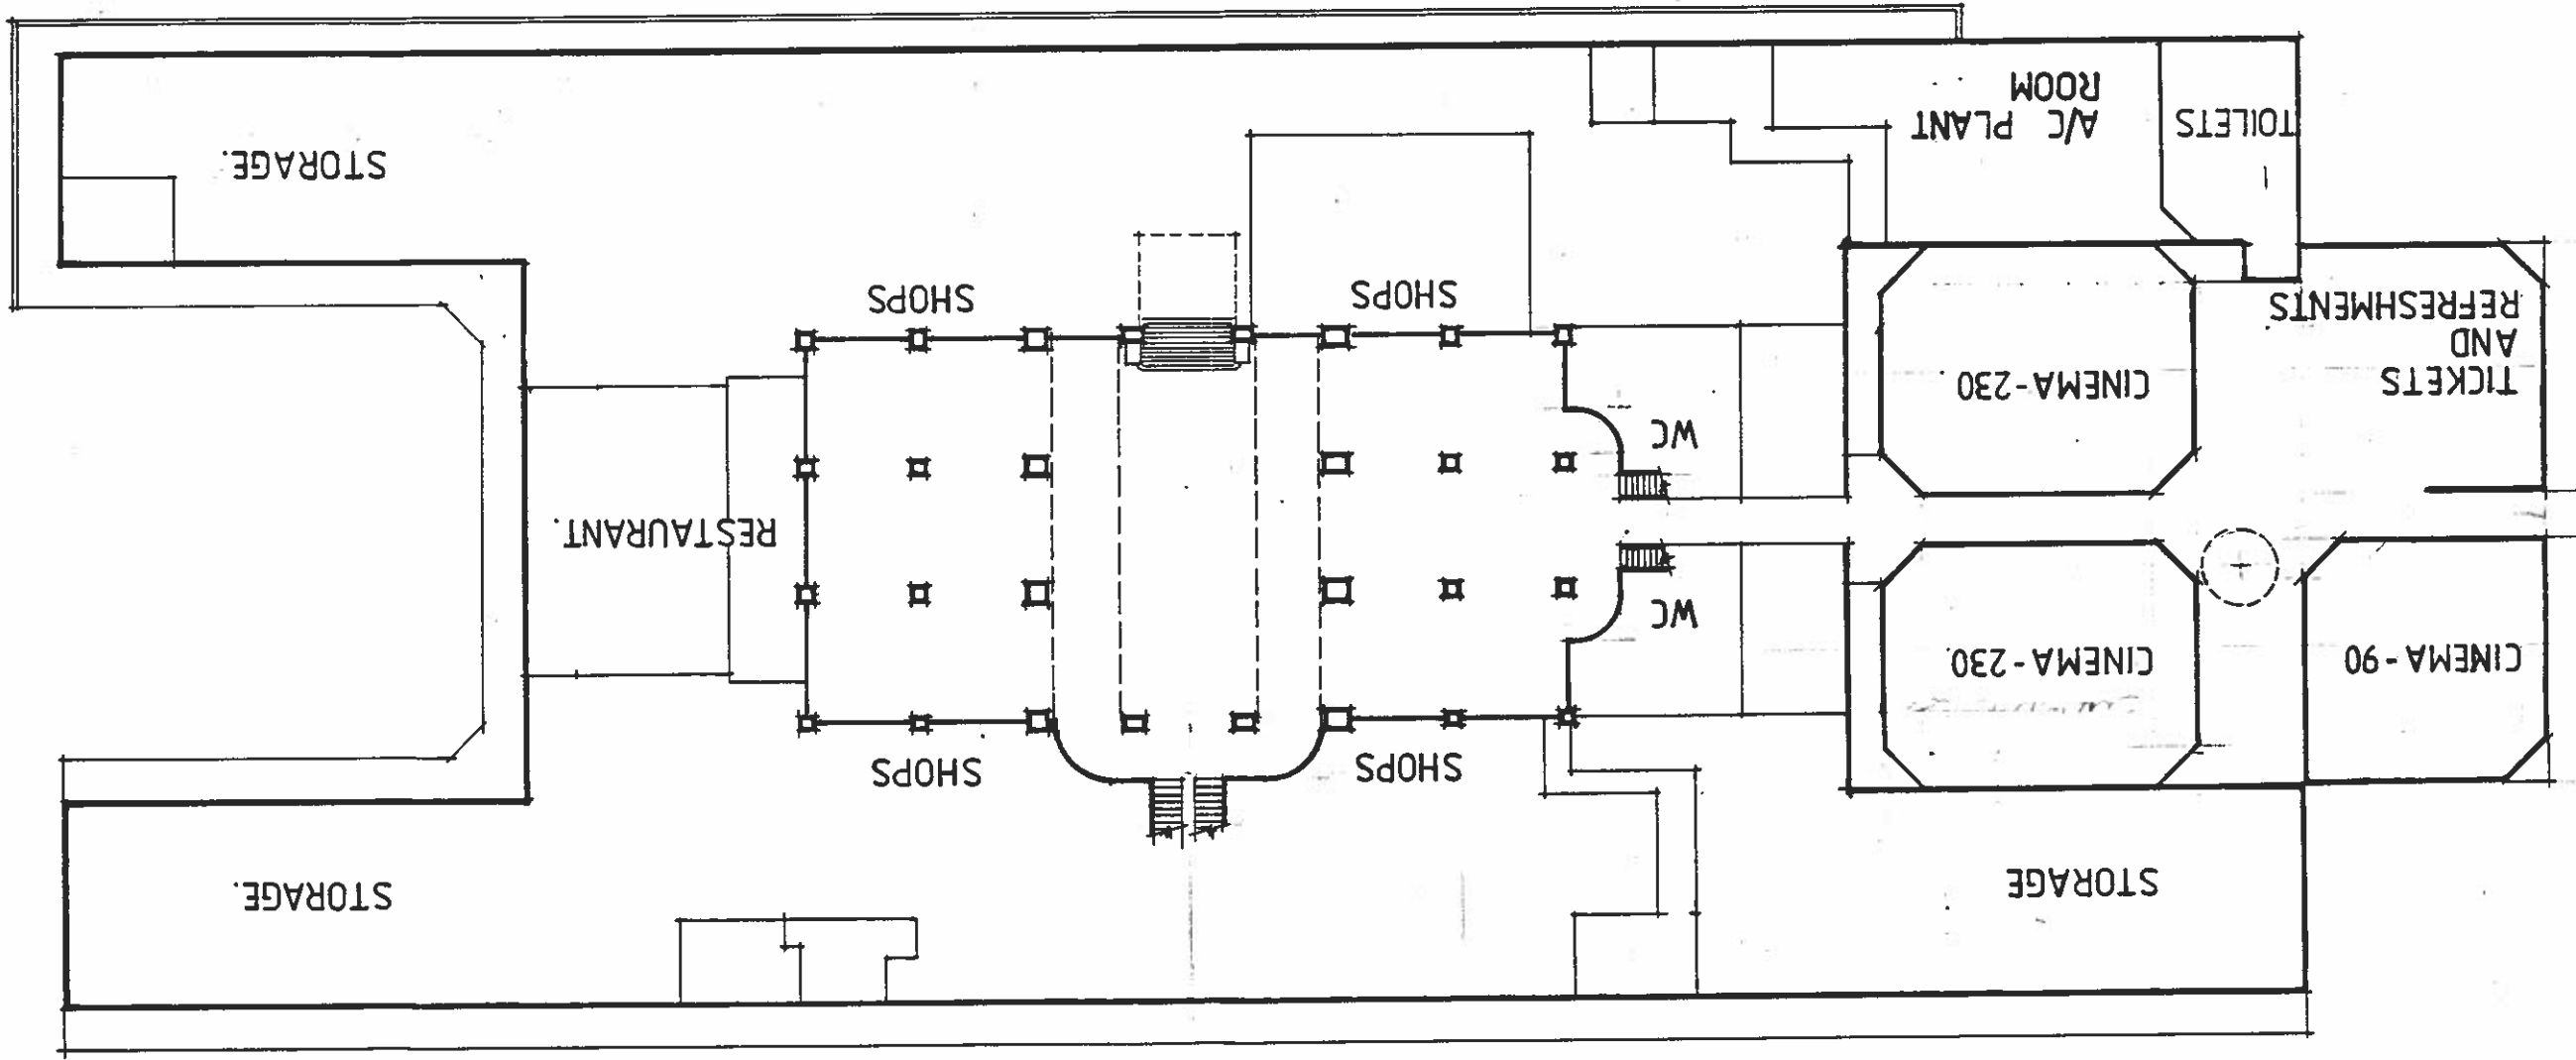 STORAGE
STORAGE.
SHOPS
SHOPS
CINEMA-90
CINEMA-230.
WC
RESTAURANT.
WC
TICKETS
AND
REFRESHMENTS
CINEMA-230.
SHOPS
SHOPS
TOILETS
A/C PLANT
ROOM
STORAGE.